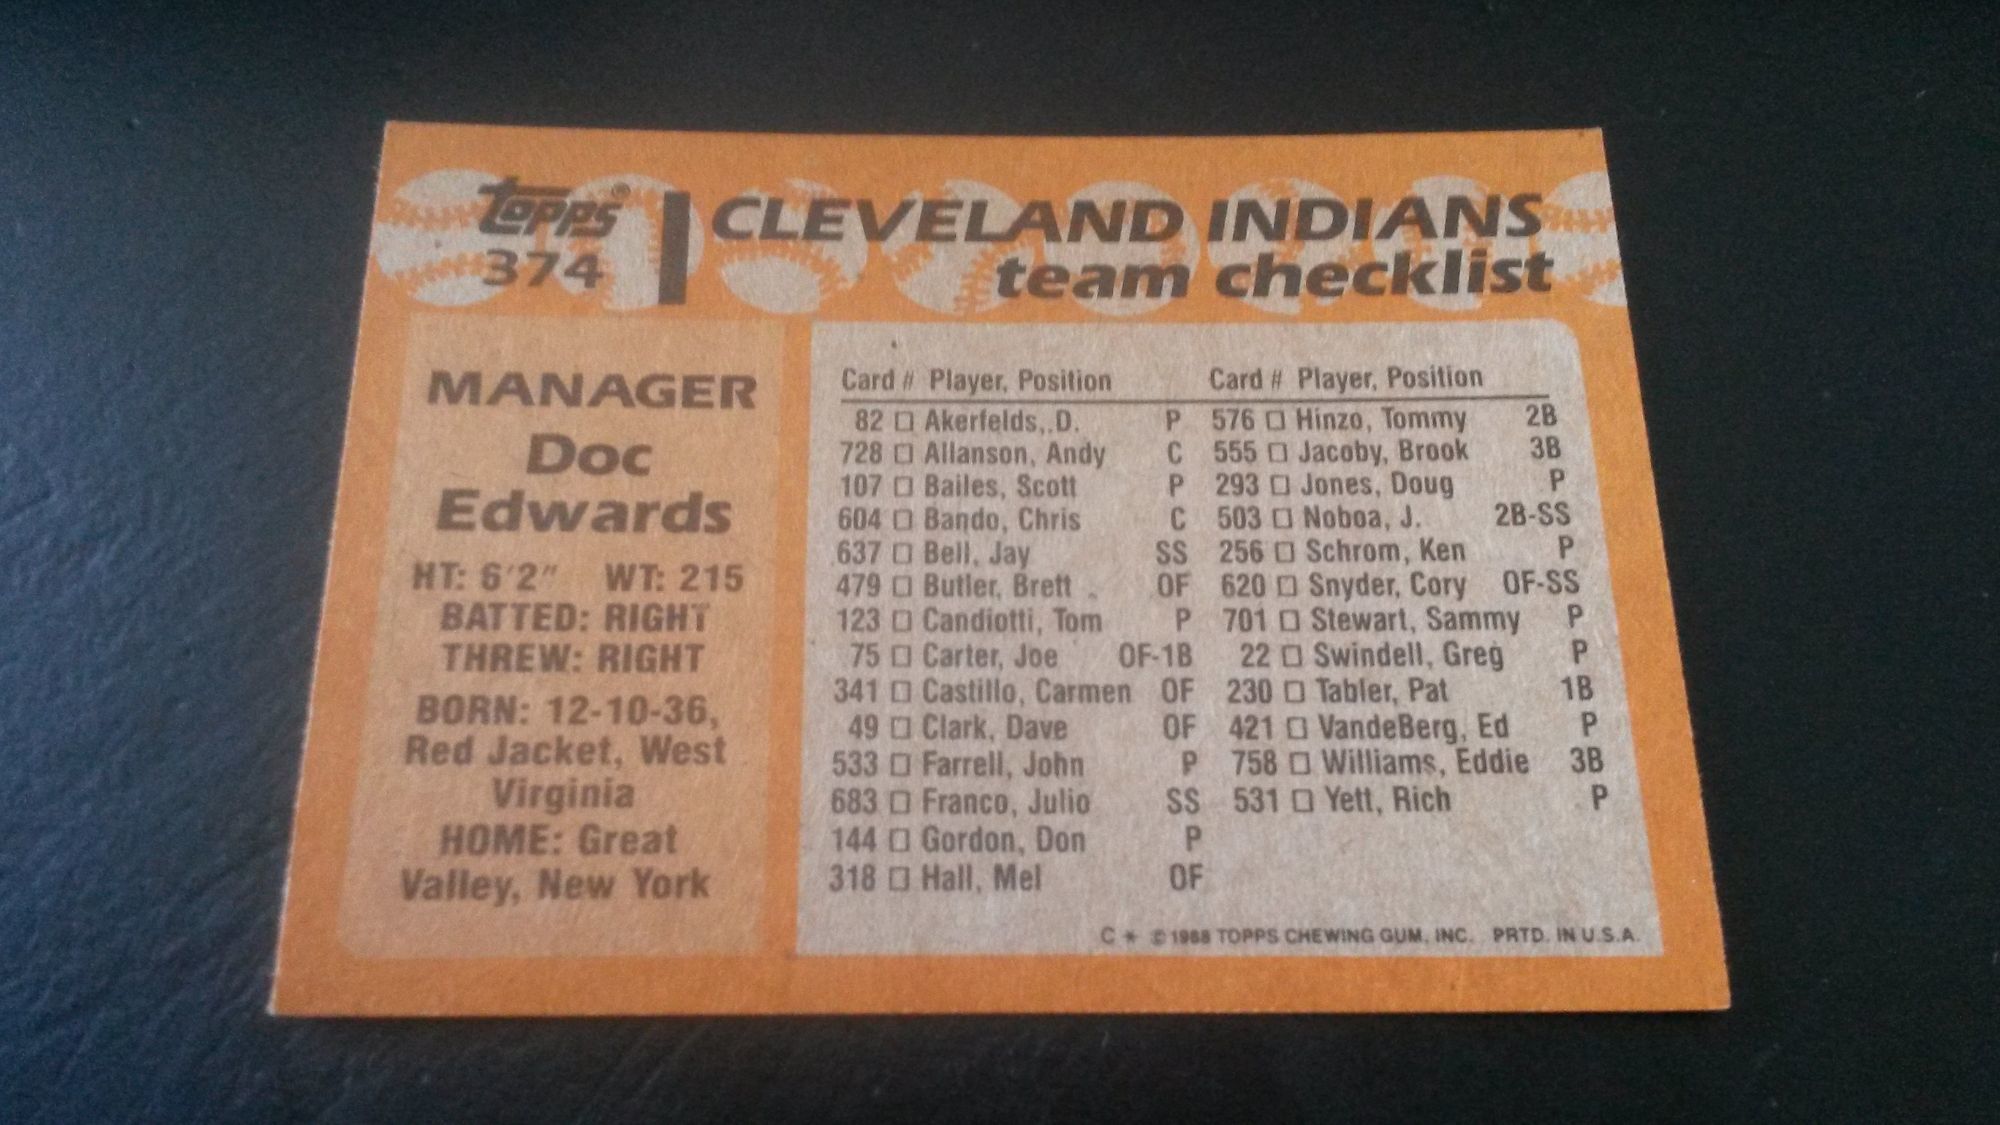 topps®
374
CLEVELAND INDIANS
team checklist
MANAGER
Doc
Edwards
HT: 6'2" WT: 215
BATTED: RIGHT
THREW: RIGHT
BORN: 12-10-36,
Red Jacket, West
Virginia
HOME: Great
Valley, New York
Card # Player, Position
82 □ Akerfelds, D. P
728 □ Allanson, Andy C
107 □ Bailes, Scott P
604 □ Bando, Chris C
637 □ Bell, Jay SS
479 □ Butler, Brett OF
123 □ Candiotti, Tom P
75 □ Carter, Joe OF-1B
341 □ Castillo, Carmen OF
49 □ Clark, Dave OF
533 □ Farrell, John P
683 □ Franco, Julio SS
144 □ Gordon, Don P
318 □ Hall, Mel OF
Card # Player, Position
576 □ Hinzo, Tommy 2B
555 □ Jacoby, Brook 3B
293 □ Jones, Doug P
503 □ Noboa, J. 2B-SS
256 □ Schrom, Ken P
620 □ Snyder, Cory OF-SS
701 □ Stewart, Sammy P
22 □ Swindell, Greg P
230 □ Tabler, Pat 1B
421 □ VandeBerg, Ed P
758 □ Williams, Eddie 3B
531 □ Yett, Rich P
C * © 1988 TOPPS CHEWING GUM, INC. PRTD. IN U.S.A.